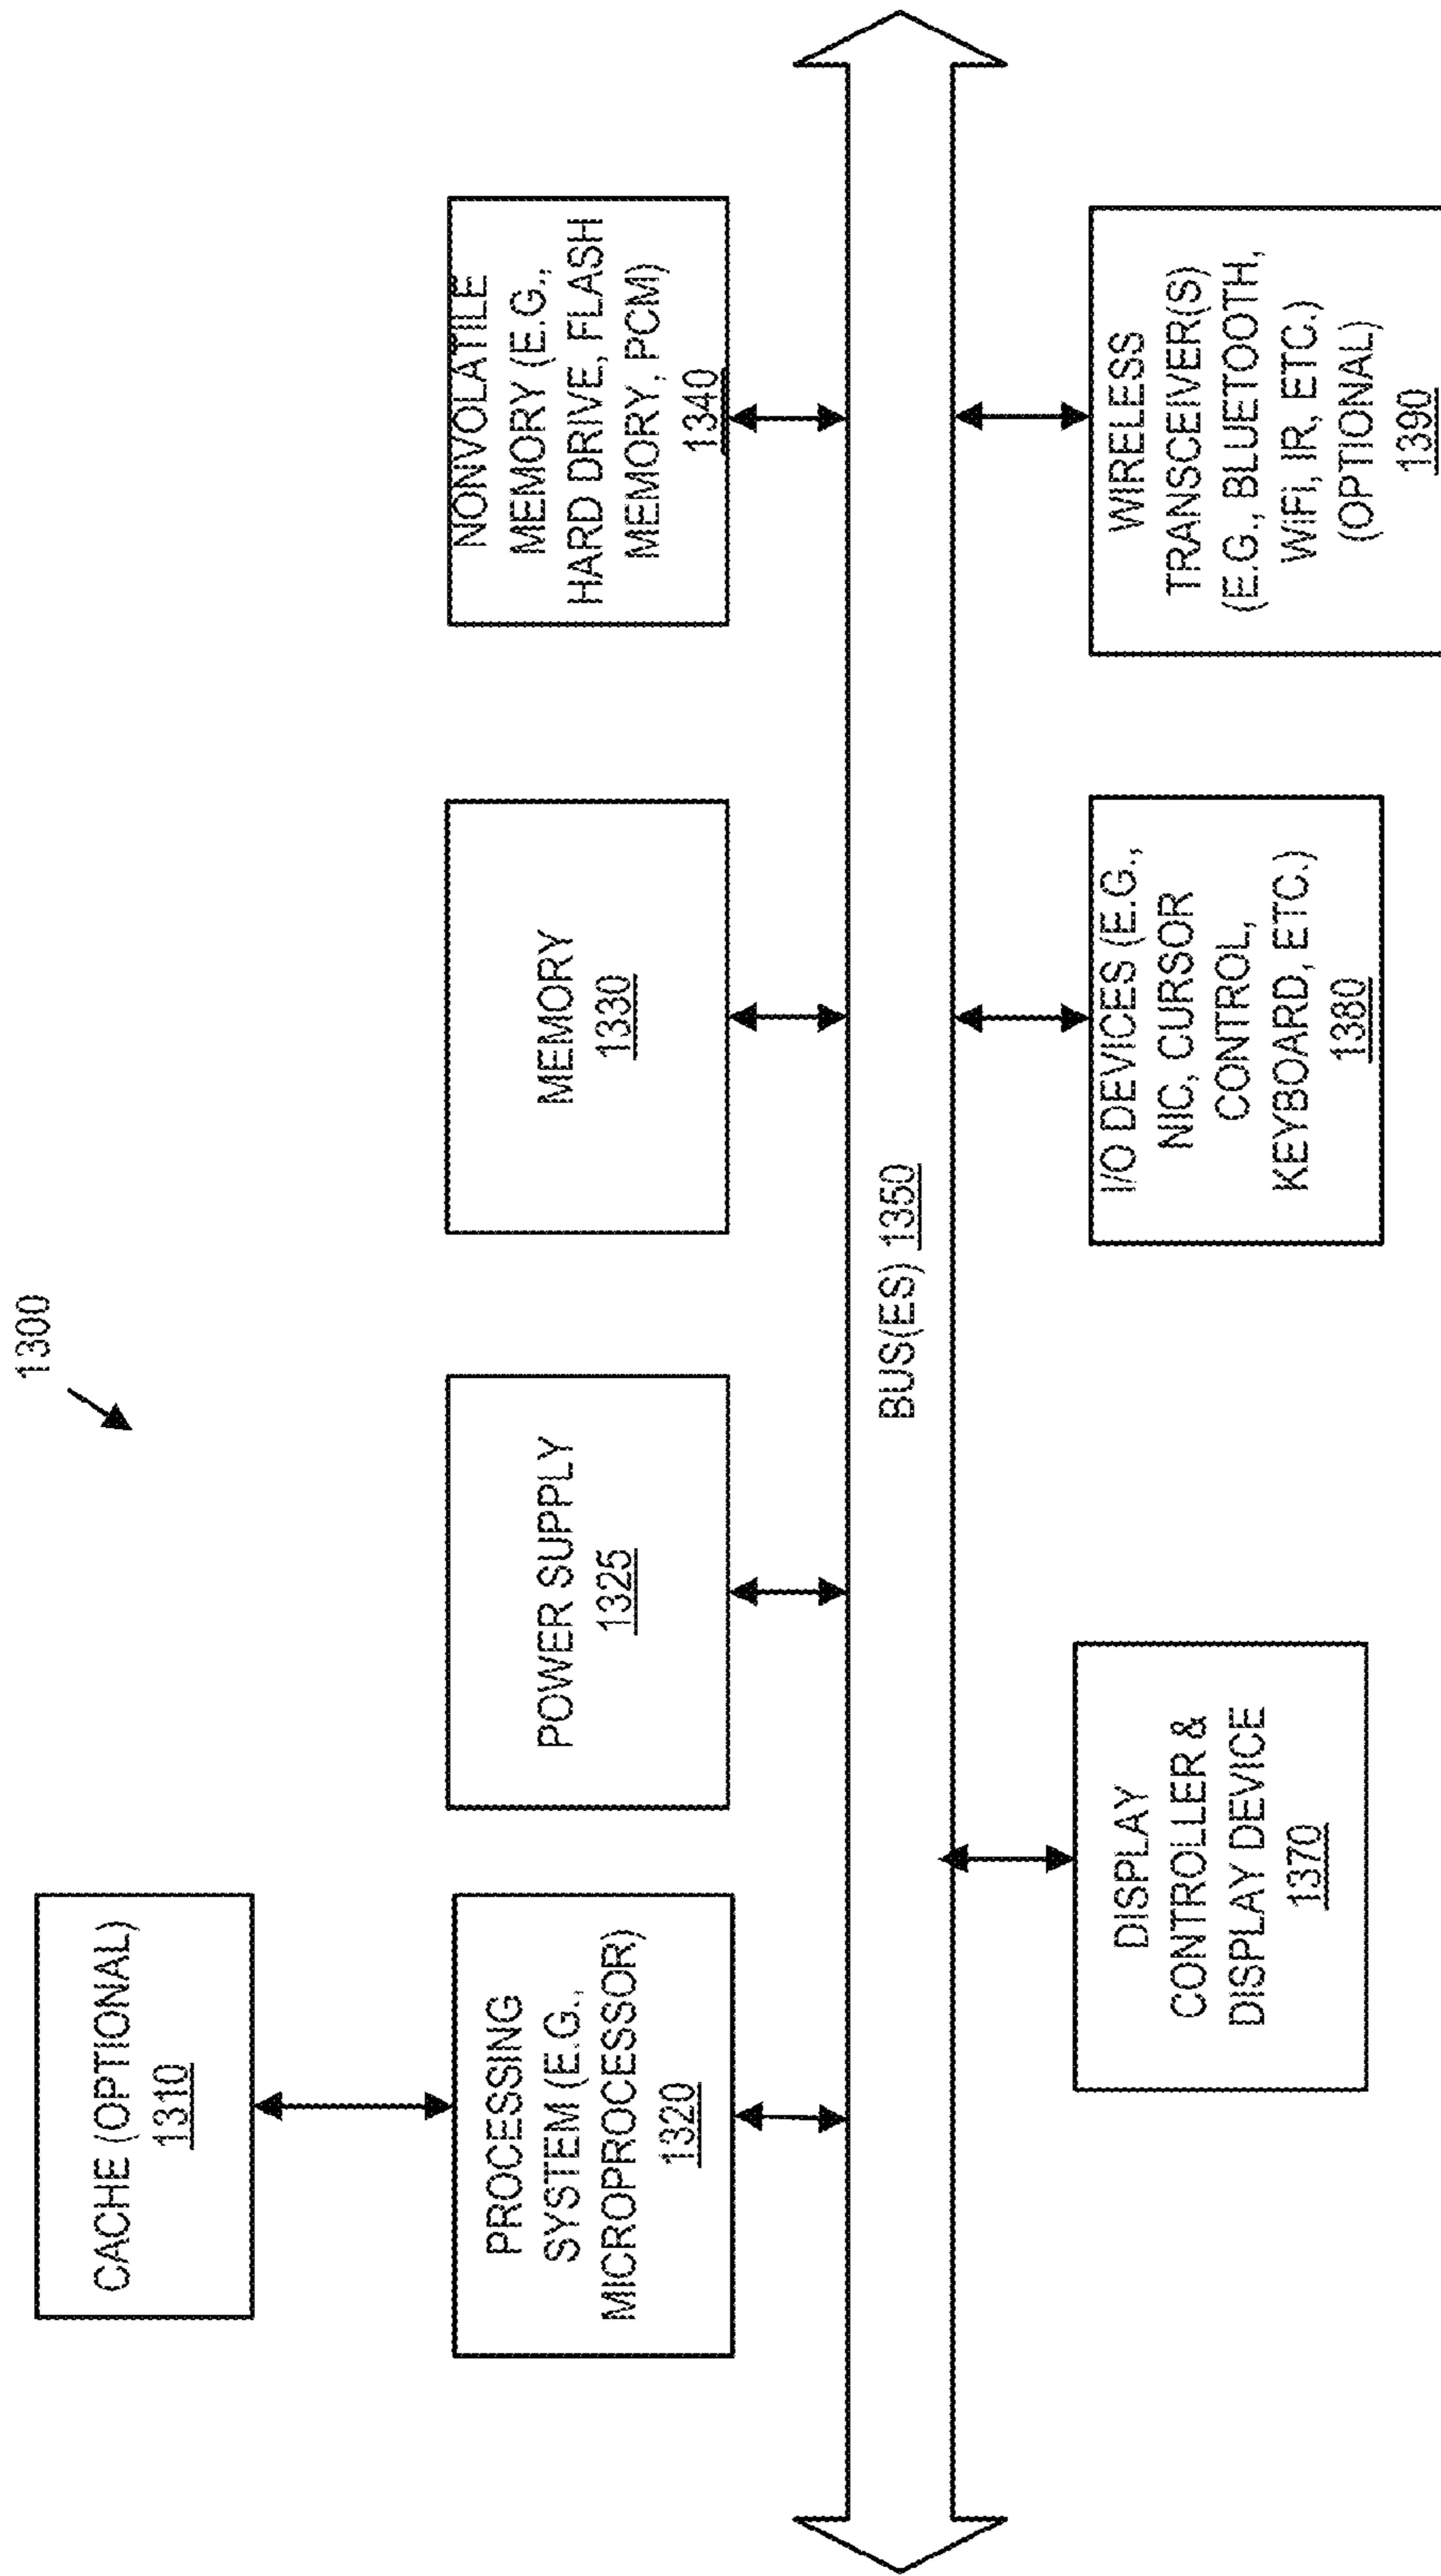 1300
CACHE (OPTIONAL)
1310
PROCESSING
SYSTEM (E.G.,
MICROPROCESSOR)
1320
POWER SUPPLY
1325
MEMORY
1330
NONVOLATILE
MEMORY (E.G.,
HARD DRIVE, FLASH
MEMORY, PCM)
1340
BUS(ES) 1350
DISPLAY
CONTROLLER &
DISPLAY DEVICE
1370
I/O DEVICES (E.G.,
NIC, CURSOR
CONTROL,
KEYBOARD, ETC.)
1380
WIRELESS
TRANSCEIVER(S)
(E.G., BLUETOOTH,
WiFi, IR, ETC.)
(OPTIONAL)
1390